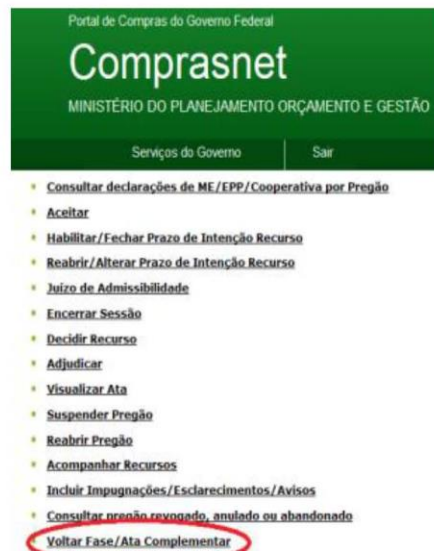 Portal de Compras do Governo Federal
Comprasnet
MINISTÉRIO DO PLANEJAMENTO ORÇAMENTO E GESTÃO
Serviços do Governo Sair
Consultar declarações de ME/EPP/Cooperativa por Pregão
Aceitar
Habilitar/Fechar Prazo de Intenção Recurso
Reabrir/Alterar Prazo de Intenção Recurso
Juízo de Admissibilidade
Encerrar Sessão
Decidir Recurso
Adjudicar
Visualizar Ata
Suspender Pregão
Reabrir Pregão
Acompanhar Recursos
Incluir Impugnações/Esclarecimentos/Avisos
Consultar pregão revogado, anulado ou abandonado
Voltar Fase/Ata Complementar